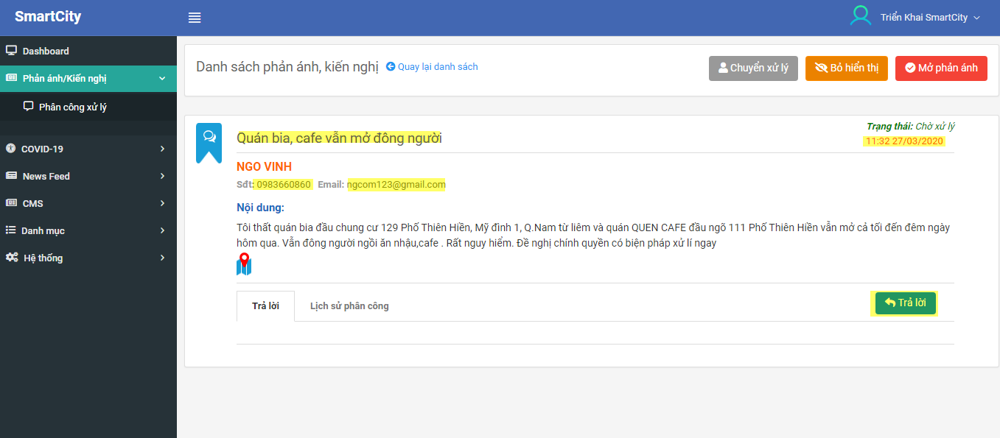 SmartCity
Triển Khai SmartCity
Dashboard
Phản ánh/Kiến nghị
Phân công xử lý
COVID-19
News Feed
CMS
Danh mục
Hệ thống
Danh sách phản ánh, kiến nghị Quay lại danh sách
Chuyển xử lý
Bỏ hiển thị
Mở phản ánh
Trạng thái: Chờ xử lý
11:32 27/03/2020
Quán bia, cafe vẫn mở đông người
NGO VINH
Sđt: 0983660860 Email: ngcom123@gmail.com
Nội dung:
Tôi thất quán bia đầu chung cư 129 Phố Thiên Hiền, Mỹ đình 1, Q.Nam từ liêm và quán QUEN CAFE đầu ngõ 111 Phố Thiên Hiền vẫn mở cả tối đến đêm ngày
hôm qua. Vẫn đông người ngồi ăn nhậu,cafe . Rất nguy hiểm. Đề nghị chính quyền có biện pháp xử lí ngay
Trả lời
Lịch sử phân công
Trả lời